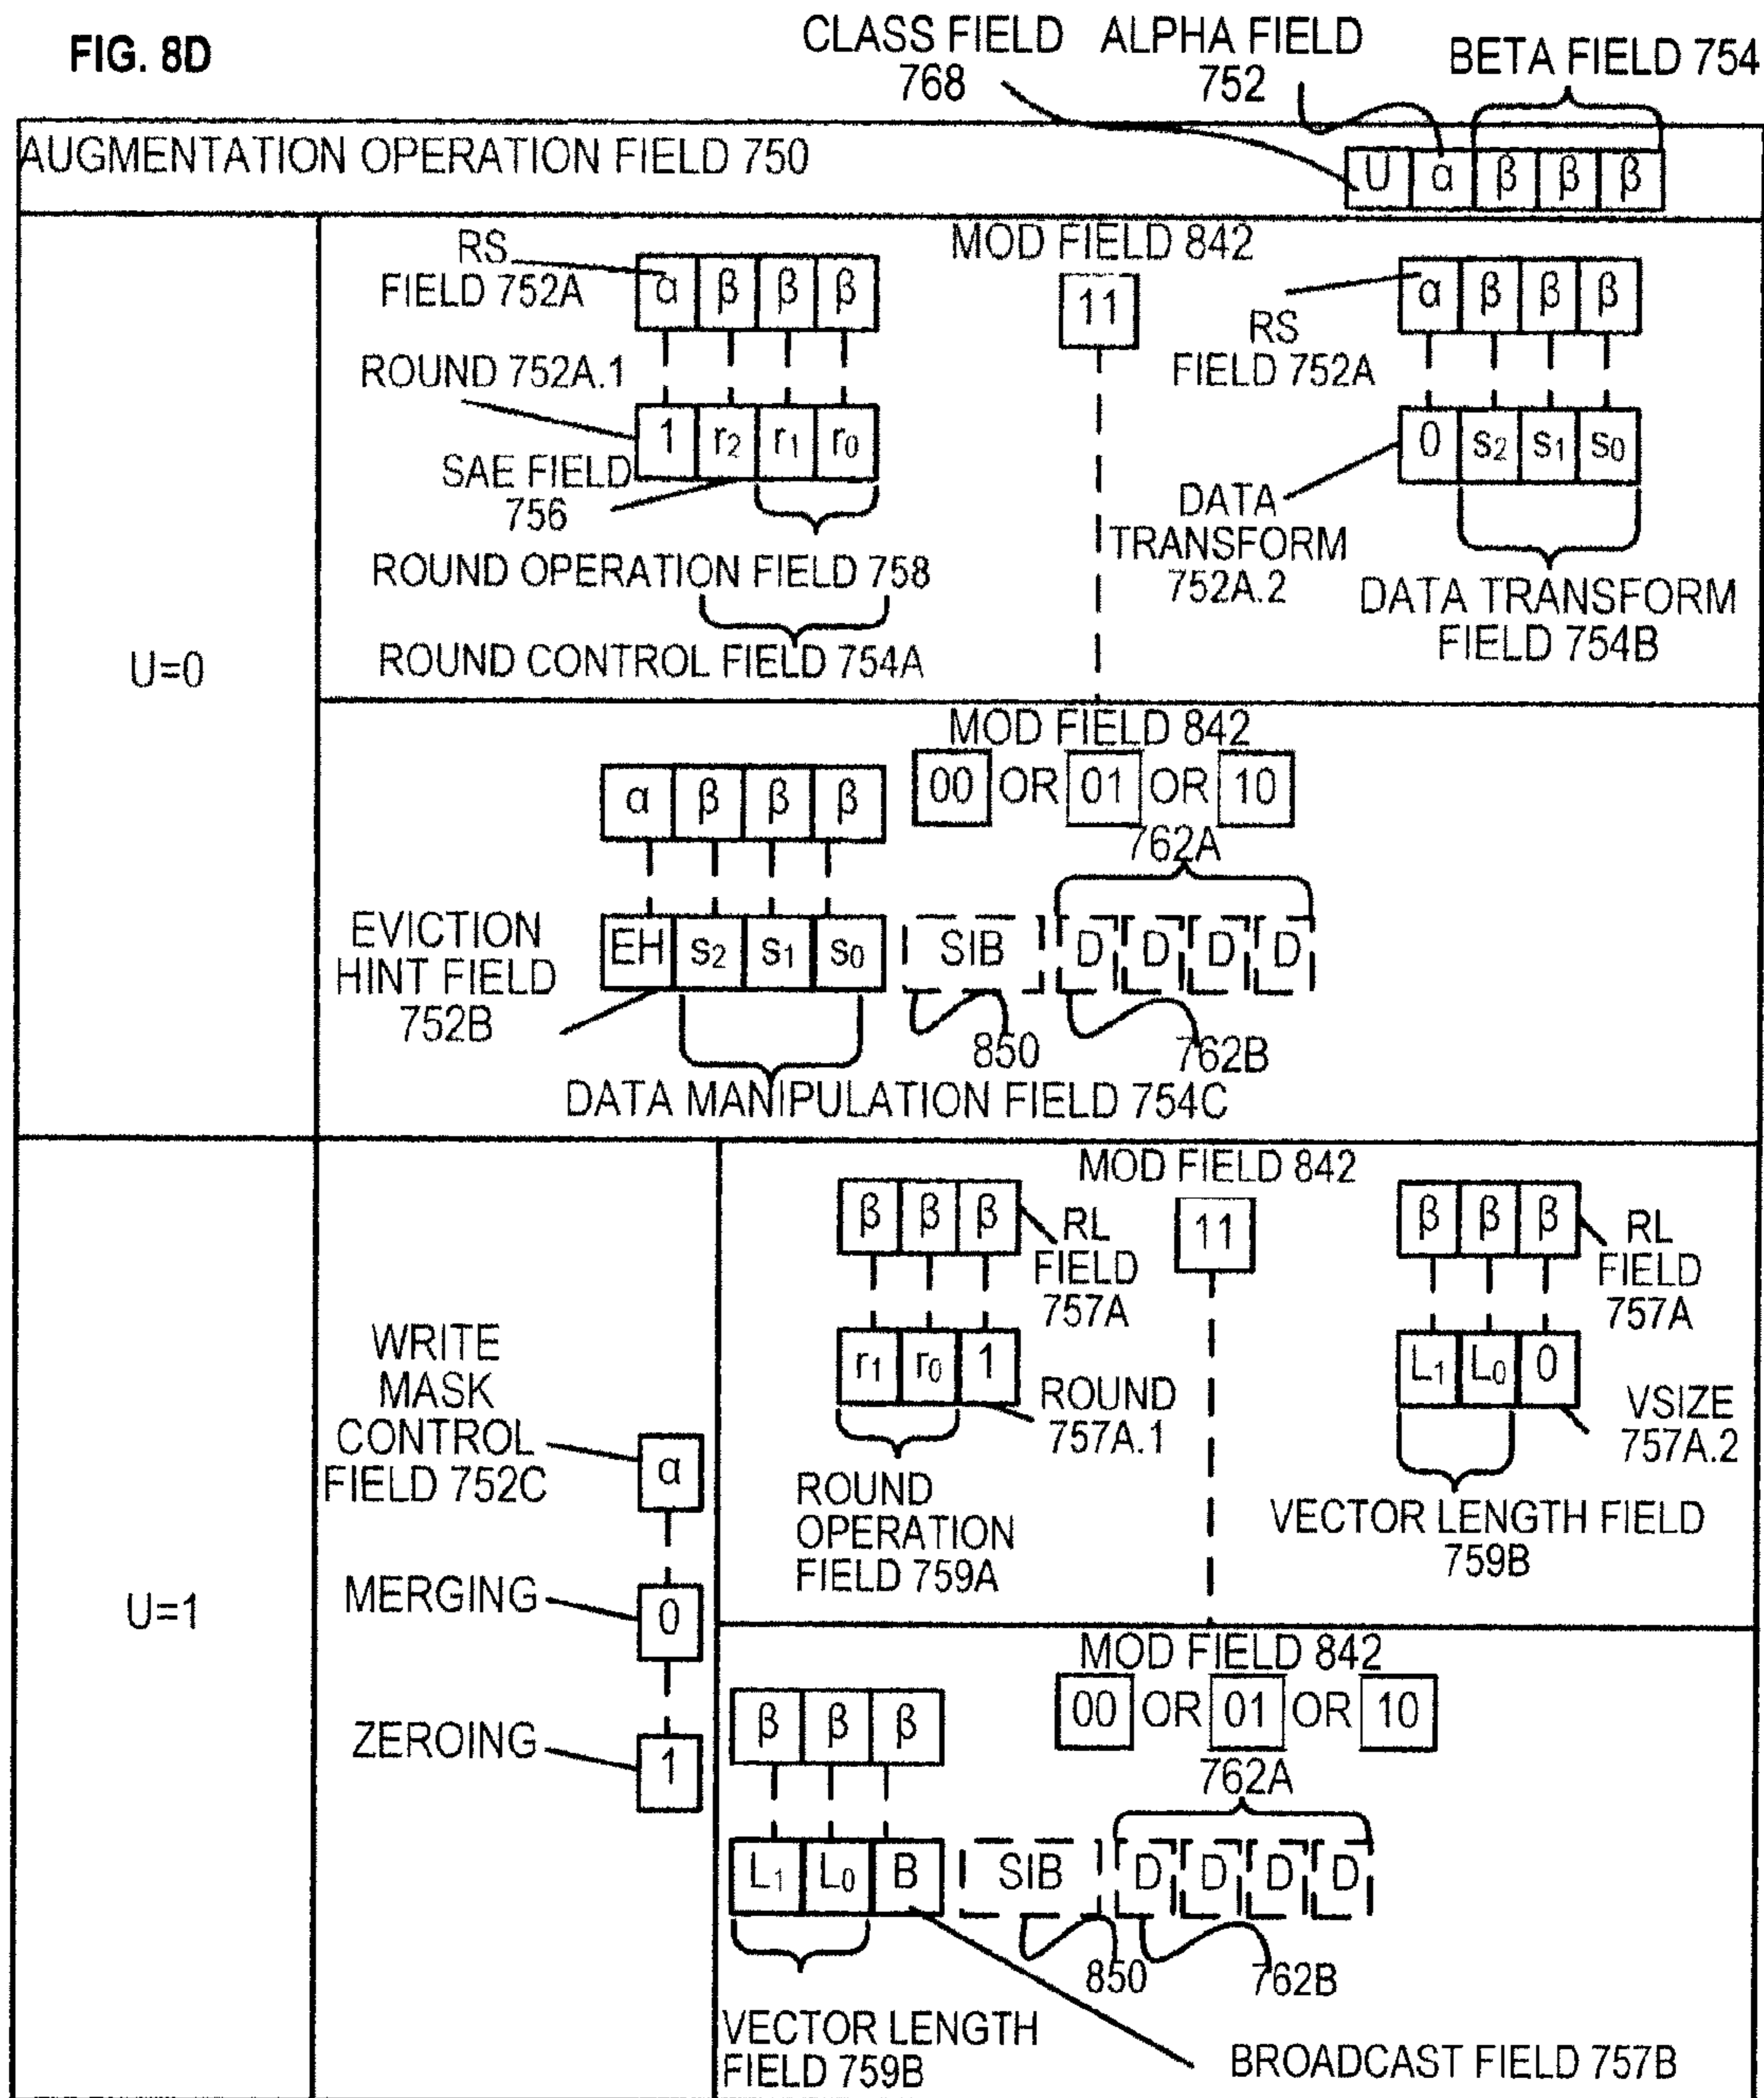 FIG. 8D
CLASS FIELD
768
ALPHA FIELD
752
BETA FIELD 754
AUGMENTATION OPERATION FIELD 750
U α β β β
U=0
MOD FIELD 842
11
RS
FIELD 752A
α β β β
ROUND 752A.1
1 r2 r1 r0
SAE FIELD
756
ROUND OPERATION FIELD 758
ROUND CONTROL FIELD 754A
α β β β
RS
FIELD 752A
0 s2 s1 s0
DATA
TRANSFORM
752A.2
DATA TRANSFORM
FIELD 754B
MOD FIELD 842
00 OR 01 OR 10
α β β β
762A
EVICTION
HINT FIELD
752B
EH s2 s1 s0 SIB D D D D
850
762B
DATA MANIPULATION FIELD 754C
U=1
WRITE
MASK
CONTROL
FIELD 752C
α
MERGING
0
ZEROING
1
MOD FIELD 842
11
β β β
RL
FIELD
757A
r1 r0 1
ROUND
757A.1
ROUND
OPERATION
FIELD 759A
β β β
RL
FIELD
757A
L1 L0 0
VSIZE
757A.2
VECTOR LENGTH FIELD
759B
MOD FIELD 842
00 OR 01 OR 10
β β β
762A
L1 L0 B SIB D D D D
850
762B
VECTOR LENGTH
FIELD 759B
BROADCAST FIELD 757B